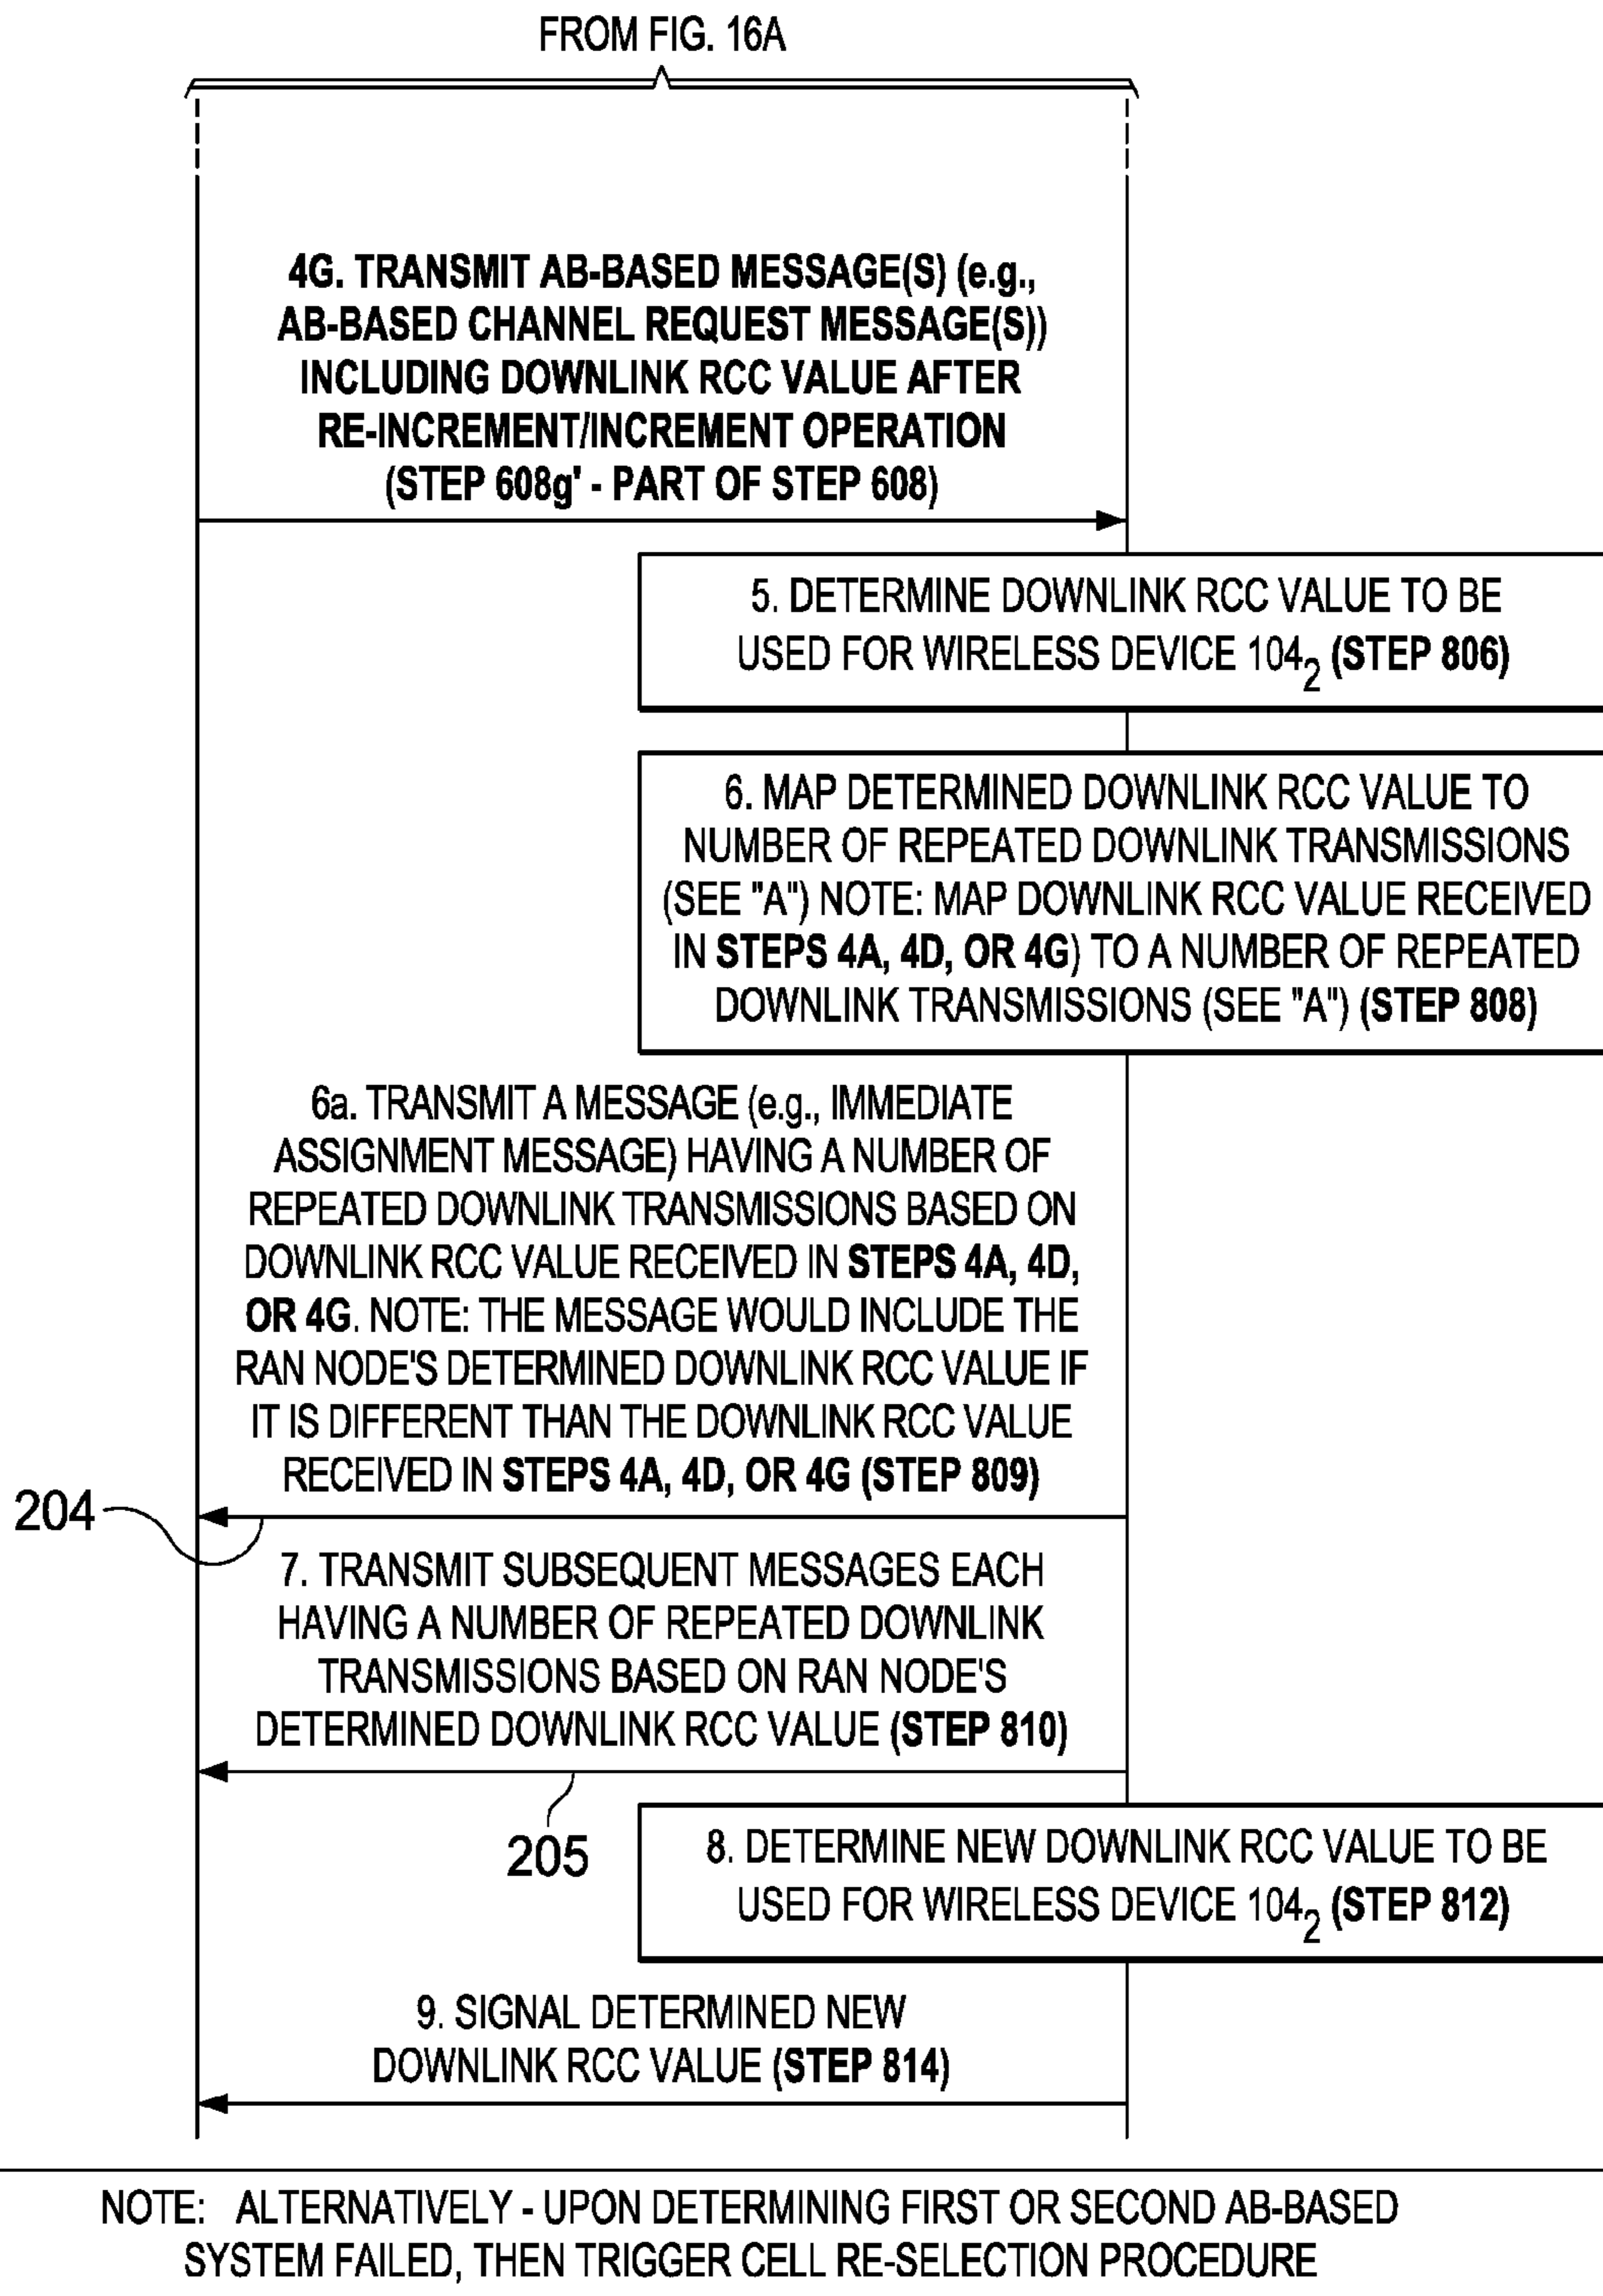 FROM FIG. 16A
4G. TRANSMIT AB-BASED MESSAGE(S) (e.g.,
AB-BASED CHANNEL REQUEST MESSAGE(S))
INCLUDING DOWNLINK RCC VALUE AFTER
RE-INCREMENT/INCREMENT OPERATION
(STEP 608g' - PART OF STEP 608)
5. DETERMINE DOWNLINK RCC VALUE TO BE
USED FOR WIRELESS DEVICE 104₂ (STEP 806)
6. MAP DETERMINED DOWNLINK RCC VALUE TO
NUMBER OF REPEATED DOWNLINK TRANSMISSIONS
(SEE "A") NOTE: MAP DOWNLINK RCC VALUE RECEIVED
IN STEPS 4A, 4D, OR 4G) TO A NUMBER OF REPEATED
DOWNLINK TRANSMISSIONS (SEE "A") (STEP 808)
6a. TRANSMIT A MESSAGE (e.g., IMMEDIATE
ASSIGNMENT MESSAGE) HAVING A NUMBER OF
REPEATED DOWNLINK TRANSMISSIONS BASED ON
DOWNLINK RCC VALUE RECEIVED IN STEPS 4A, 4D,
OR 4G. NOTE: THE MESSAGE WOULD INCLUDE THE
RAN NODE'S DETERMINED DOWNLINK RCC VALUE IF
IT IS DIFFERENT THAN THE DOWNLINK RCC VALUE
RECEIVED IN STEPS 4A, 4D, OR 4G (STEP 809)
204
7. TRANSMIT SUBSEQUENT MESSAGES EACH
HAVING A NUMBER OF REPEATED DOWNLINK
TRANSMISSIONS BASED ON RAN NODE'S
DETERMINED DOWNLINK RCC VALUE (STEP 810)
205
8. DETERMINE NEW DOWNLINK RCC VALUE TO BE
USED FOR WIRELESS DEVICE 104₂ (STEP 812)
9. SIGNAL DETERMINED NEW
DOWNLINK RCC VALUE (STEP 814)
NOTE: ALTERNATIVELY - UPON DETERMINING FIRST OR SECOND AB-BASED
SYSTEM FAILED, THEN TRIGGER CELL RE-SELECTION PROCEDURE